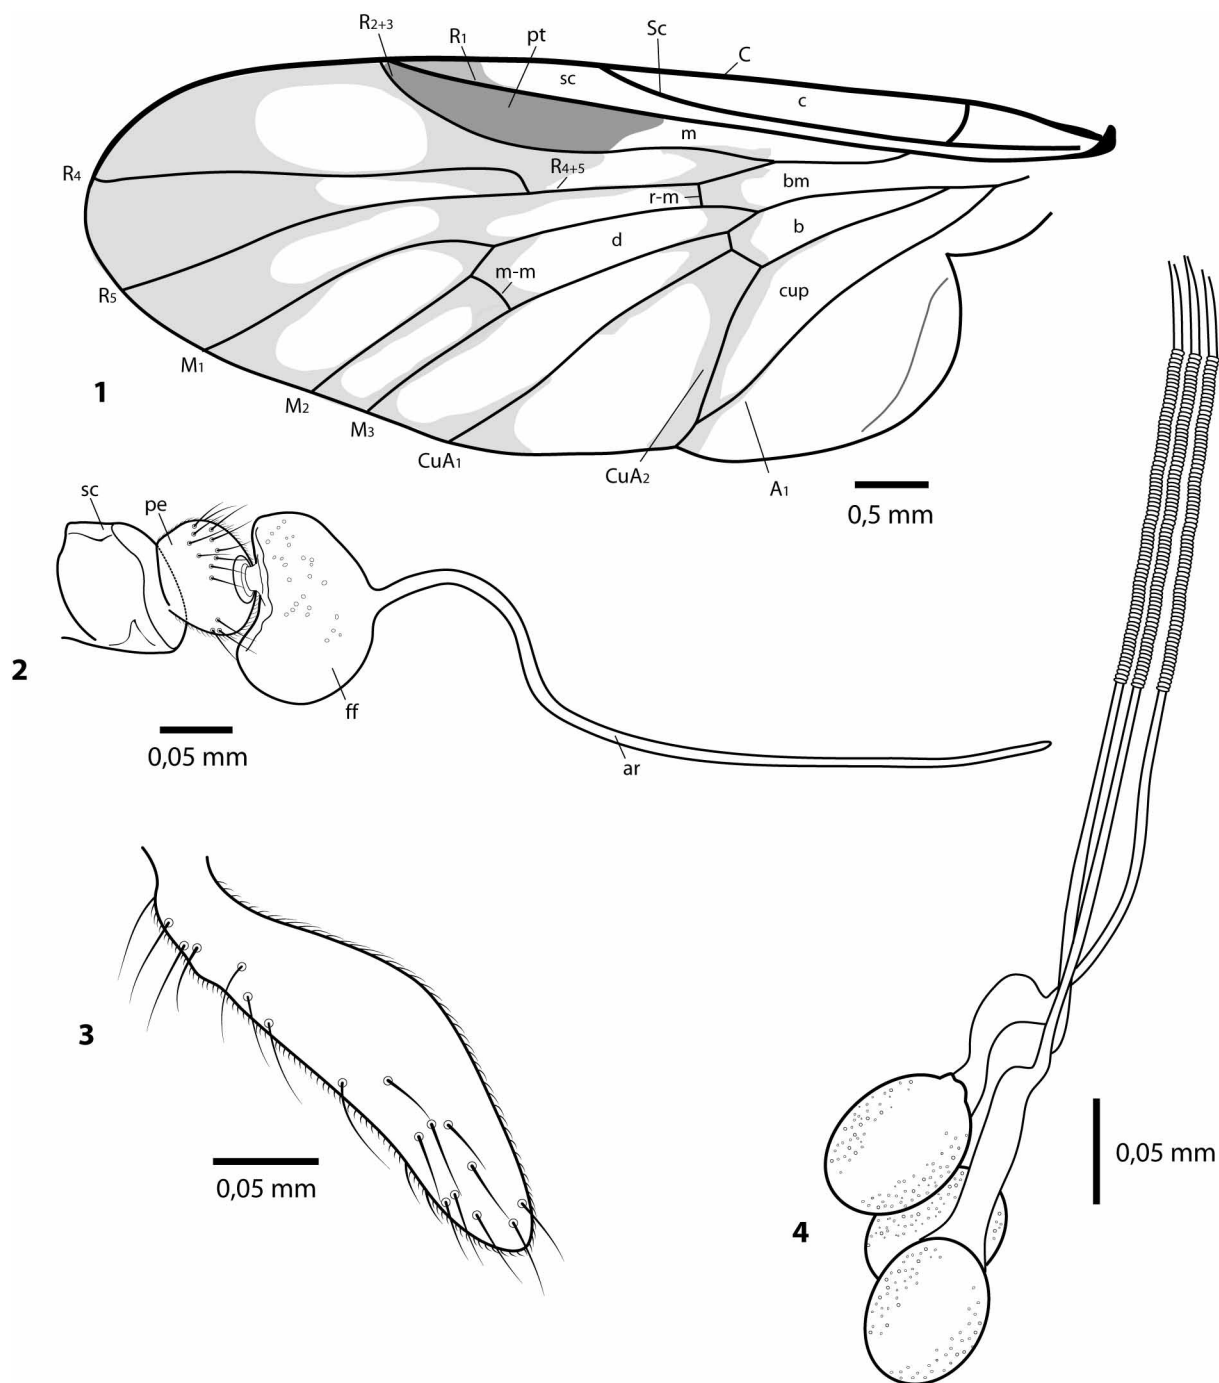 R2+3 R1 pt Sc C
sc c
m
R4 R4+5 bm
r-m
d b
m-m cup
R5
M1
1
M2
M3
CuA1 CuA2 A1
0,5 mm
sc pe
2
ff
0,05 mm
ar
3
0,05 mm
0,05 mm
4